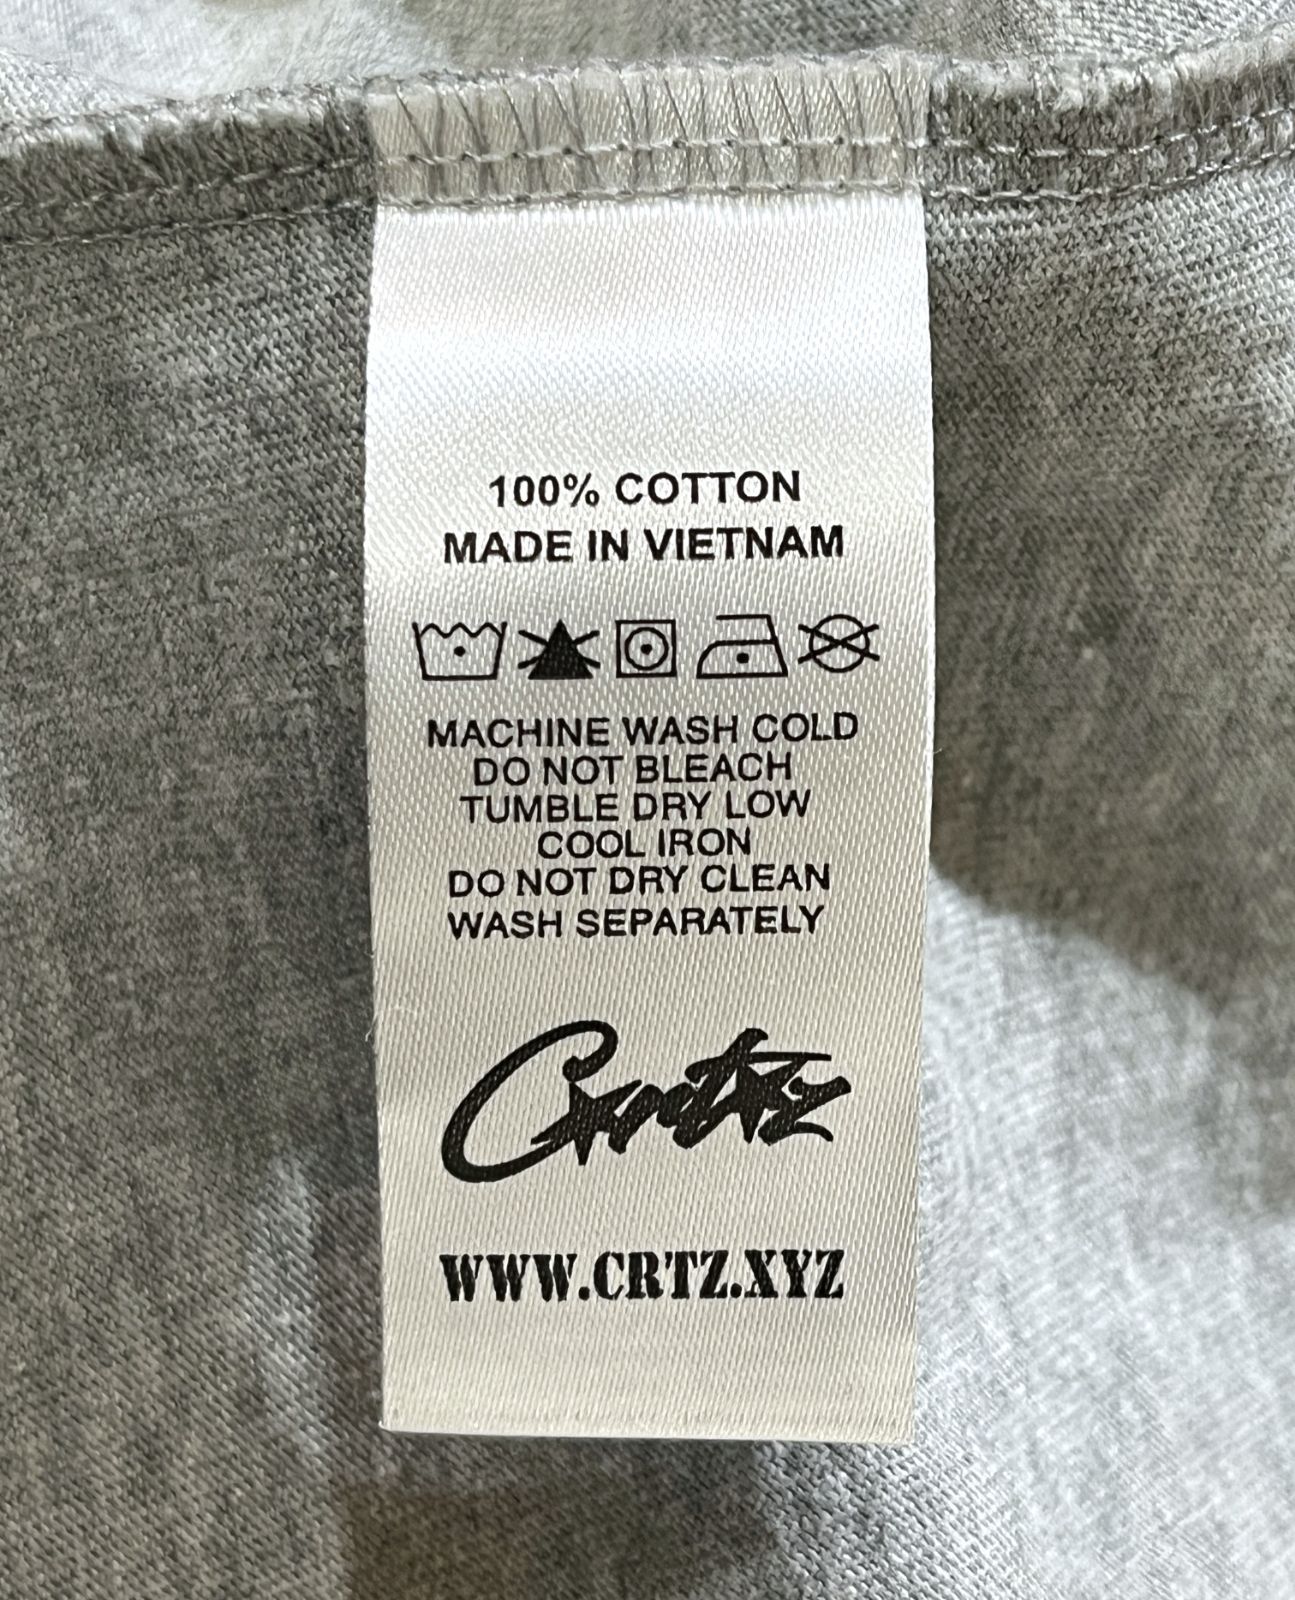 100% COTTON
MADE IN VIETNAM
MACHINE WASH COLD
DO NOT BLEACH
TUMBLE DRY LOW
COOL IRON
DO NOT DRY CLEAN
WASH SEPARATELY
Crtz
WWW.CRTZ.XYZ